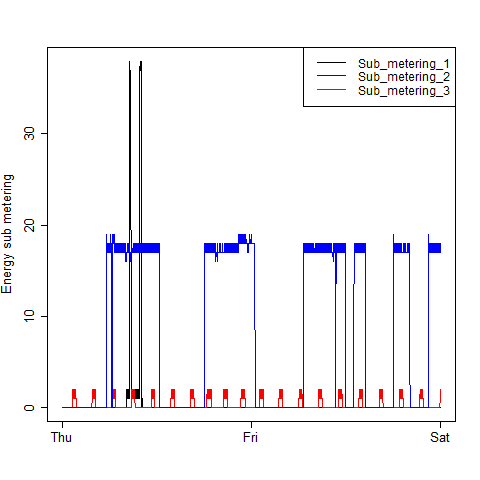 Sub_metering_1
Sub_metering_2
Sub_metering_3
Energy sub metering
30
20
10
0
Thu
Fri
Sat